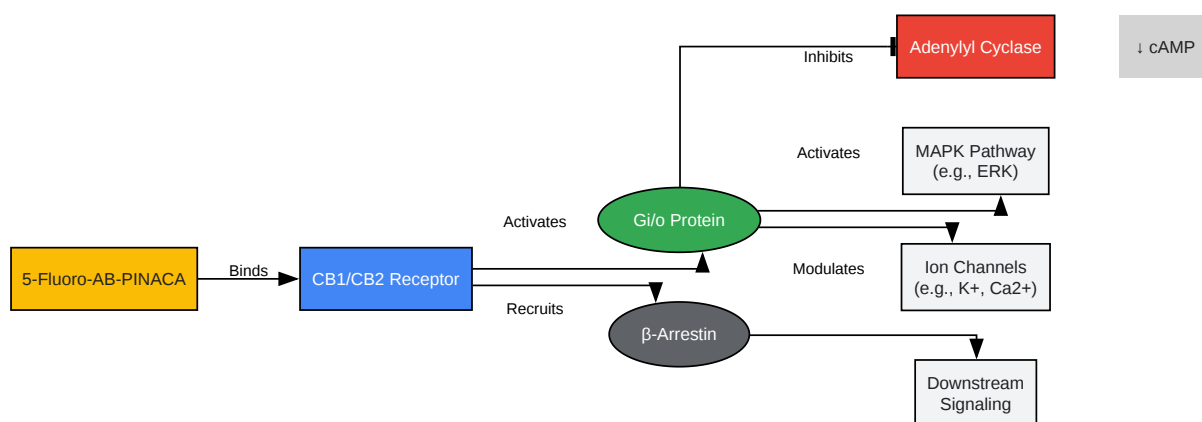 5-Fluoro-AB-PINACA
Binds
CB1/CB2 Receptor
Activates
Recruits
Gi/o Protein
β-Arrestin
Inhibits
Adenylyl Cyclase
↓ cAMP
Activates
MAPK Pathway
(e.g., ERK)
Modulates
Ion Channels
(e.g., K+, Ca2+)
Downstream
Signaling